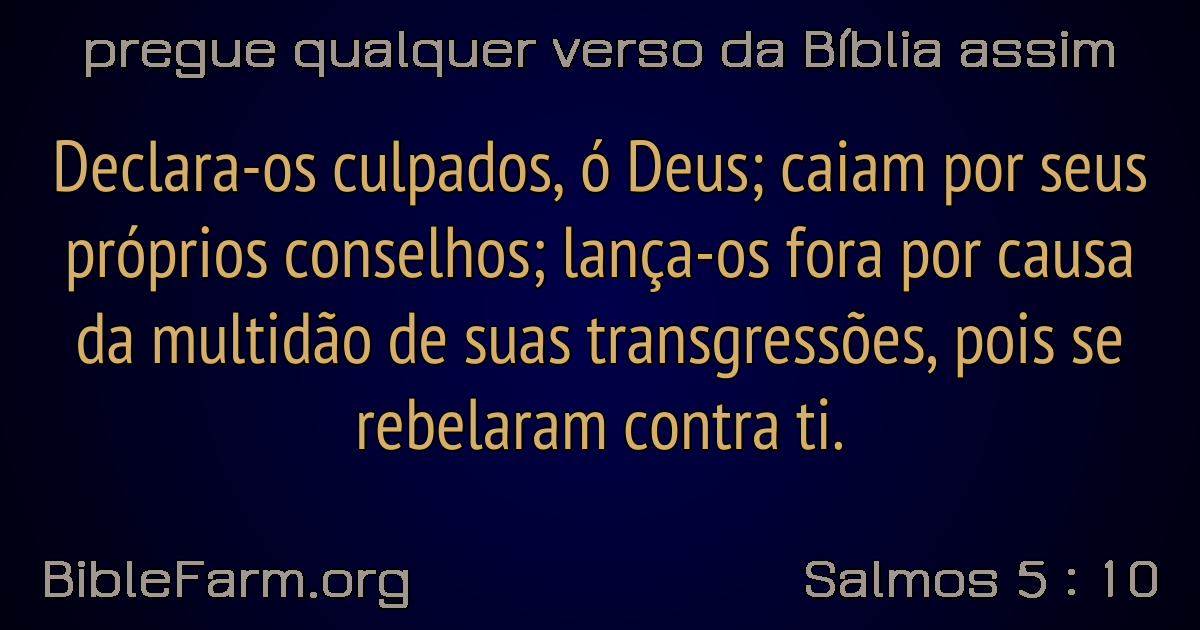 pregue qualquer verso da Bíblia assim
Declara-os culpados, ó Deus; caiam por seus
próprios conselhos; lança-os fora por causa
da multidão de suas transgressões, pois se
rebelaram contra ti.
BibleFarm.org
Salmos 5 : 10